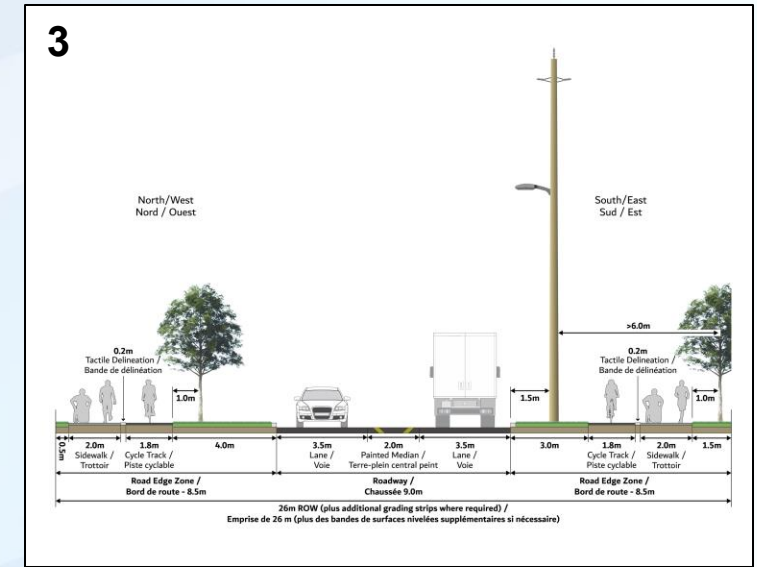 3
North/West
Nord / Ouest
South/East
Sud / Est
>6.0m
0.2m
Tactile Delineation /
Bande de délinéation
0.2m
Tactile Delineation /
Bande de délinéation
1.0m
1.5m
1.0m
0.5m
2.0m
Sidewalk /
Trottoir
1.8m
Cycle Track /
Piste cyclable
4.0m
3.5m
Lane /
Voie
2.0m
Painted Median /
Terre-plein central peint
3.5m
Lane /
Voie
3.0m
1.8m
Cycle Track /
Piste cyclable
2.0m
Sidewalk /
Trottoir
1.5m
Road Edge Zone /
Bord de route - 8.5m
Roadway /
Chaussée 9.0m
Road Edge Zone /
Bord de route - 8.5m
26m ROW (plus additional grading strips where required) /
Emprise de 26 m (plus des bandes de surfaces nivelées supplémentaires si nécessaire)